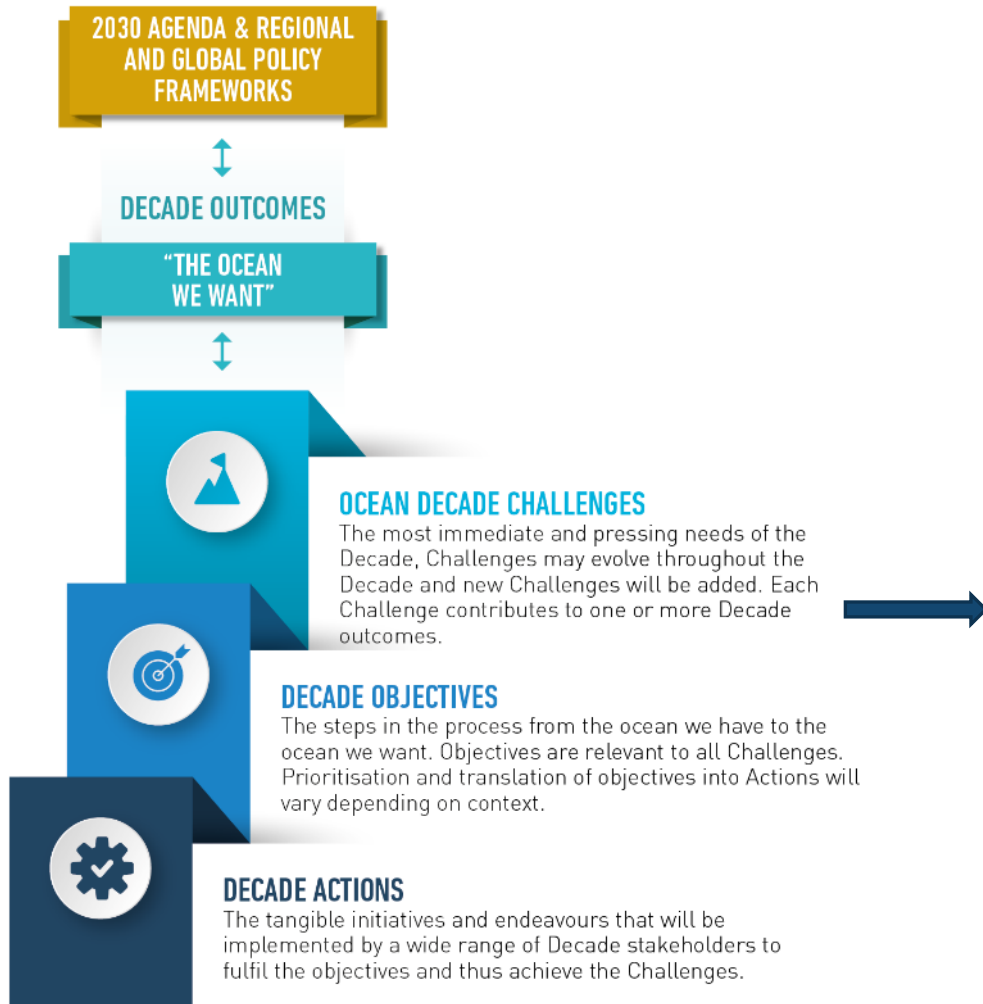 2030 AGENDA & REGIONAL
AND GLOBAL POLICY
FRAMEWORKS
DECADE OUTCOMES
“THE OCEAN
WE WANT”
OCEAN DECADE CHALLENGES
The most immediate and pressing needs of the
Decade, Challenges may evolve throughout the
Decade and new Challenges will be added. Each
Challenge contributes to one or more Decade
outcomes.
DECADE OBJECTIVES
The steps in the process from the ocean we have to the
ocean we want. Objectives are relevant to all Challenges.
Prioritisation and translation of objectives into Actions will
vary depending on context.
DECADE ACTIONS
The tangible initiatives and endeavours that will be
implemented by a wide range of Decade stakeholders to
fulfil the objectives and thus achieve the Challenges.